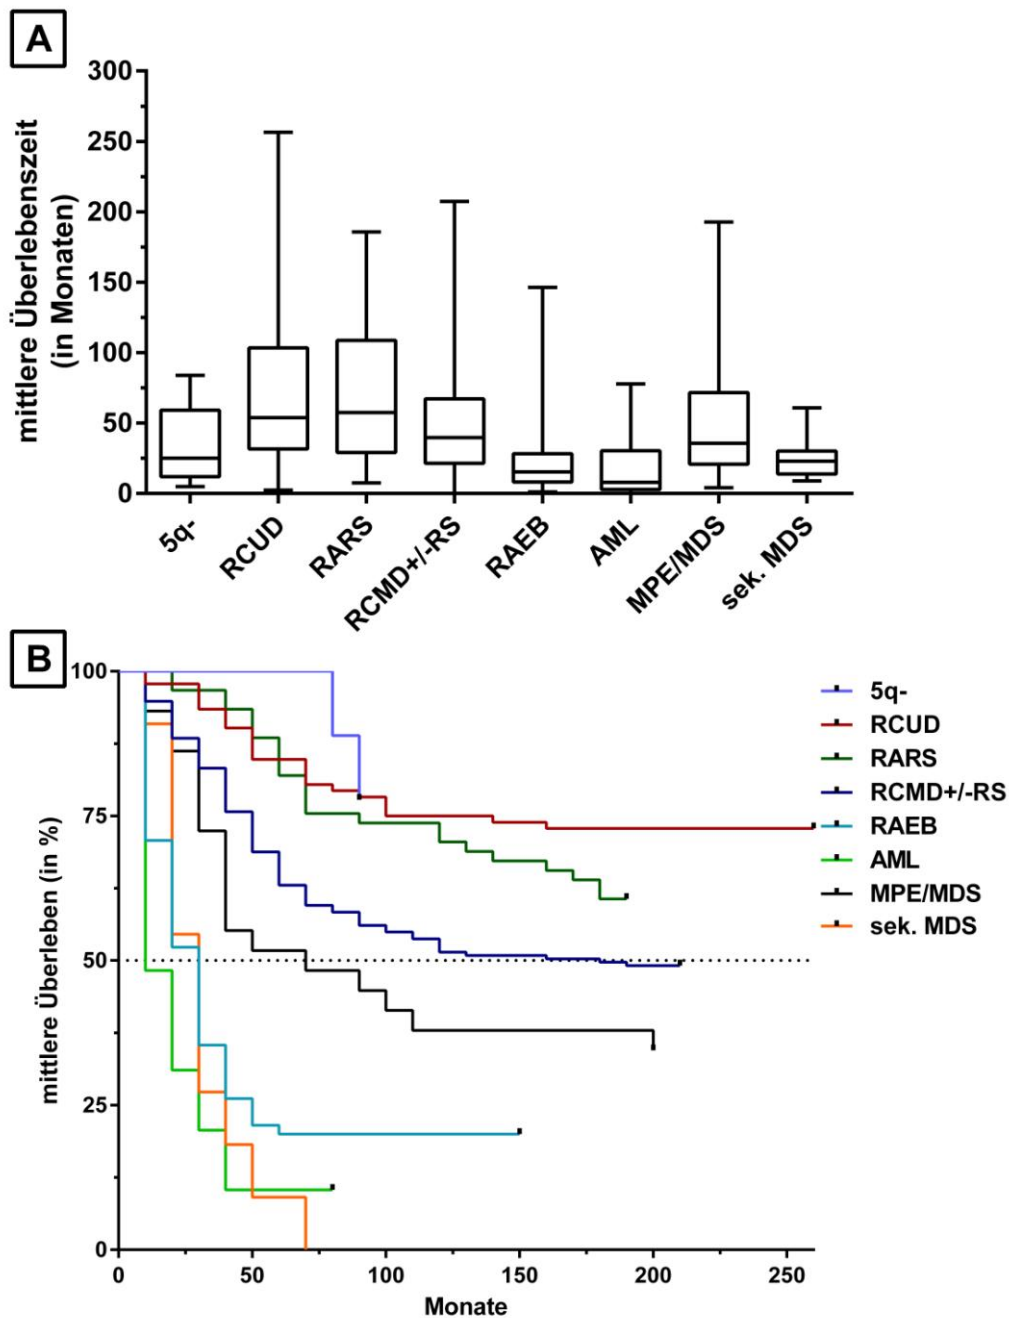 A
mittlere Überlebenszeit
(in Monaten)
300
250
200
150
100
50
0
5q-
RCUD
RARS
RCMD+/-RS
RAEB
AML
MPE/MDS
sek. MDS
B
mittlere Überleben (in %)
100
75
50
25
0
0
50
100
150
200
250
Monate
5q-
RCUD
RARS
RCMD+/-RS
RAEB
AML
MPE/MDS
sek. MDS